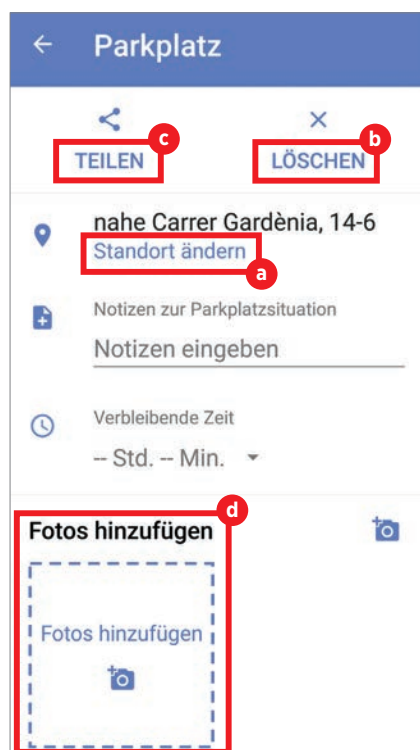 Parkplatz
c
b
TEILEN
LÖSCHEN
nahe Carrer Gardènia, 14-6
Standort ändern
a
Notizen zur Parkplatzsituation
Notizen eingeben
Verbleibende Zeit
-- Std. -- Min.
d
Fotos hinzufügen
Fotos hinzufügen